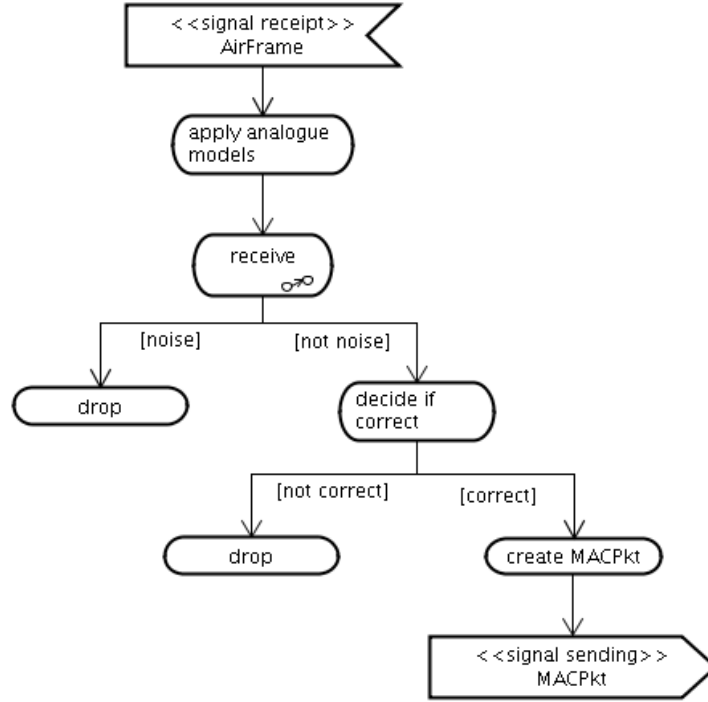 <<signal receipt>>
AirFrame
apply analogue
models
receive
[noise]
[not noise]
drop
decide if
correct
[not correct]
[correct]
drop
create MACPkt
<<signal sending>>
MACPkt